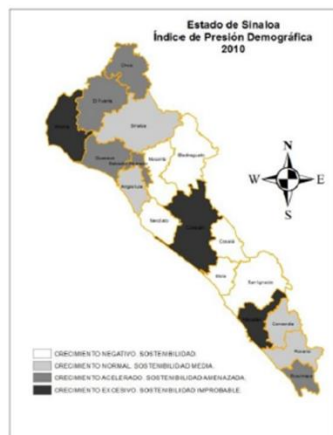 Estado de Sinaloa
Índice de Presión Demográfica
2010
N
W
E
S
Choix
El Fuerte
Sinaloa
Guasave
Mocorito
Badiraguato
Angostura
Navolato
Cosalá
Elota
San Ignacio
Concordia
Rosario
Escuinapa
CRECIMIENTO NEGATIVO. SOSTENIBILIDAD.
CRECIMIENTO NORMAL. SOSTENIBILIDAD MEDIA.
CRECIMIENTO ACELERADO. SOSTENIBILIDAD AMENAZADA.
CRECIMIENTO EXCESIVO. SOSTENIBILIDAD IMPROBABLE.